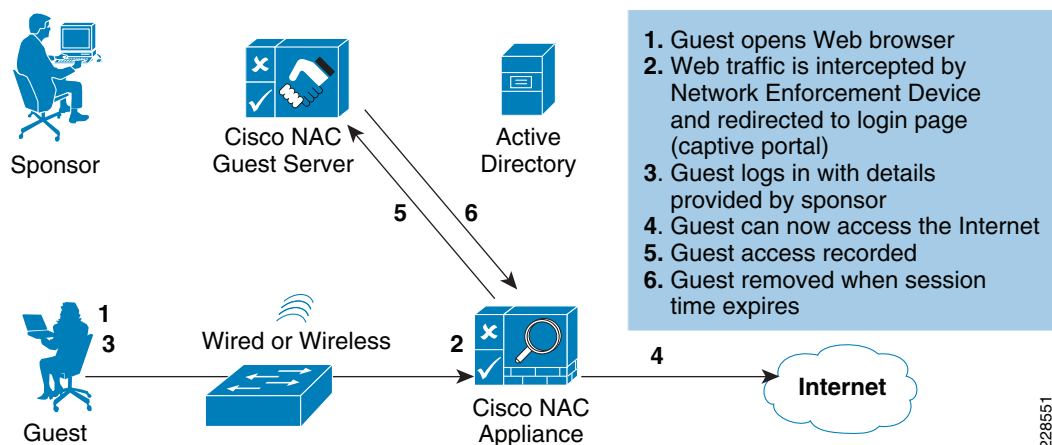 Sponsor
Cisco NAC
Guest Server
Active
Directory
1. Guest opens Web browser
2. Web traffic is intercepted by
Network Enforcement Device
and redirected to login page
(captive portal)
3. Guest logs in with details
provided by sponsor
4. Guest can now access the Internet
5. Guest access recorded
6. Guest removed when session
time expires
5
6
1
3
Wired or Wireless
2
4
Internet
Guest
Cisco NAC
Appliance
228551